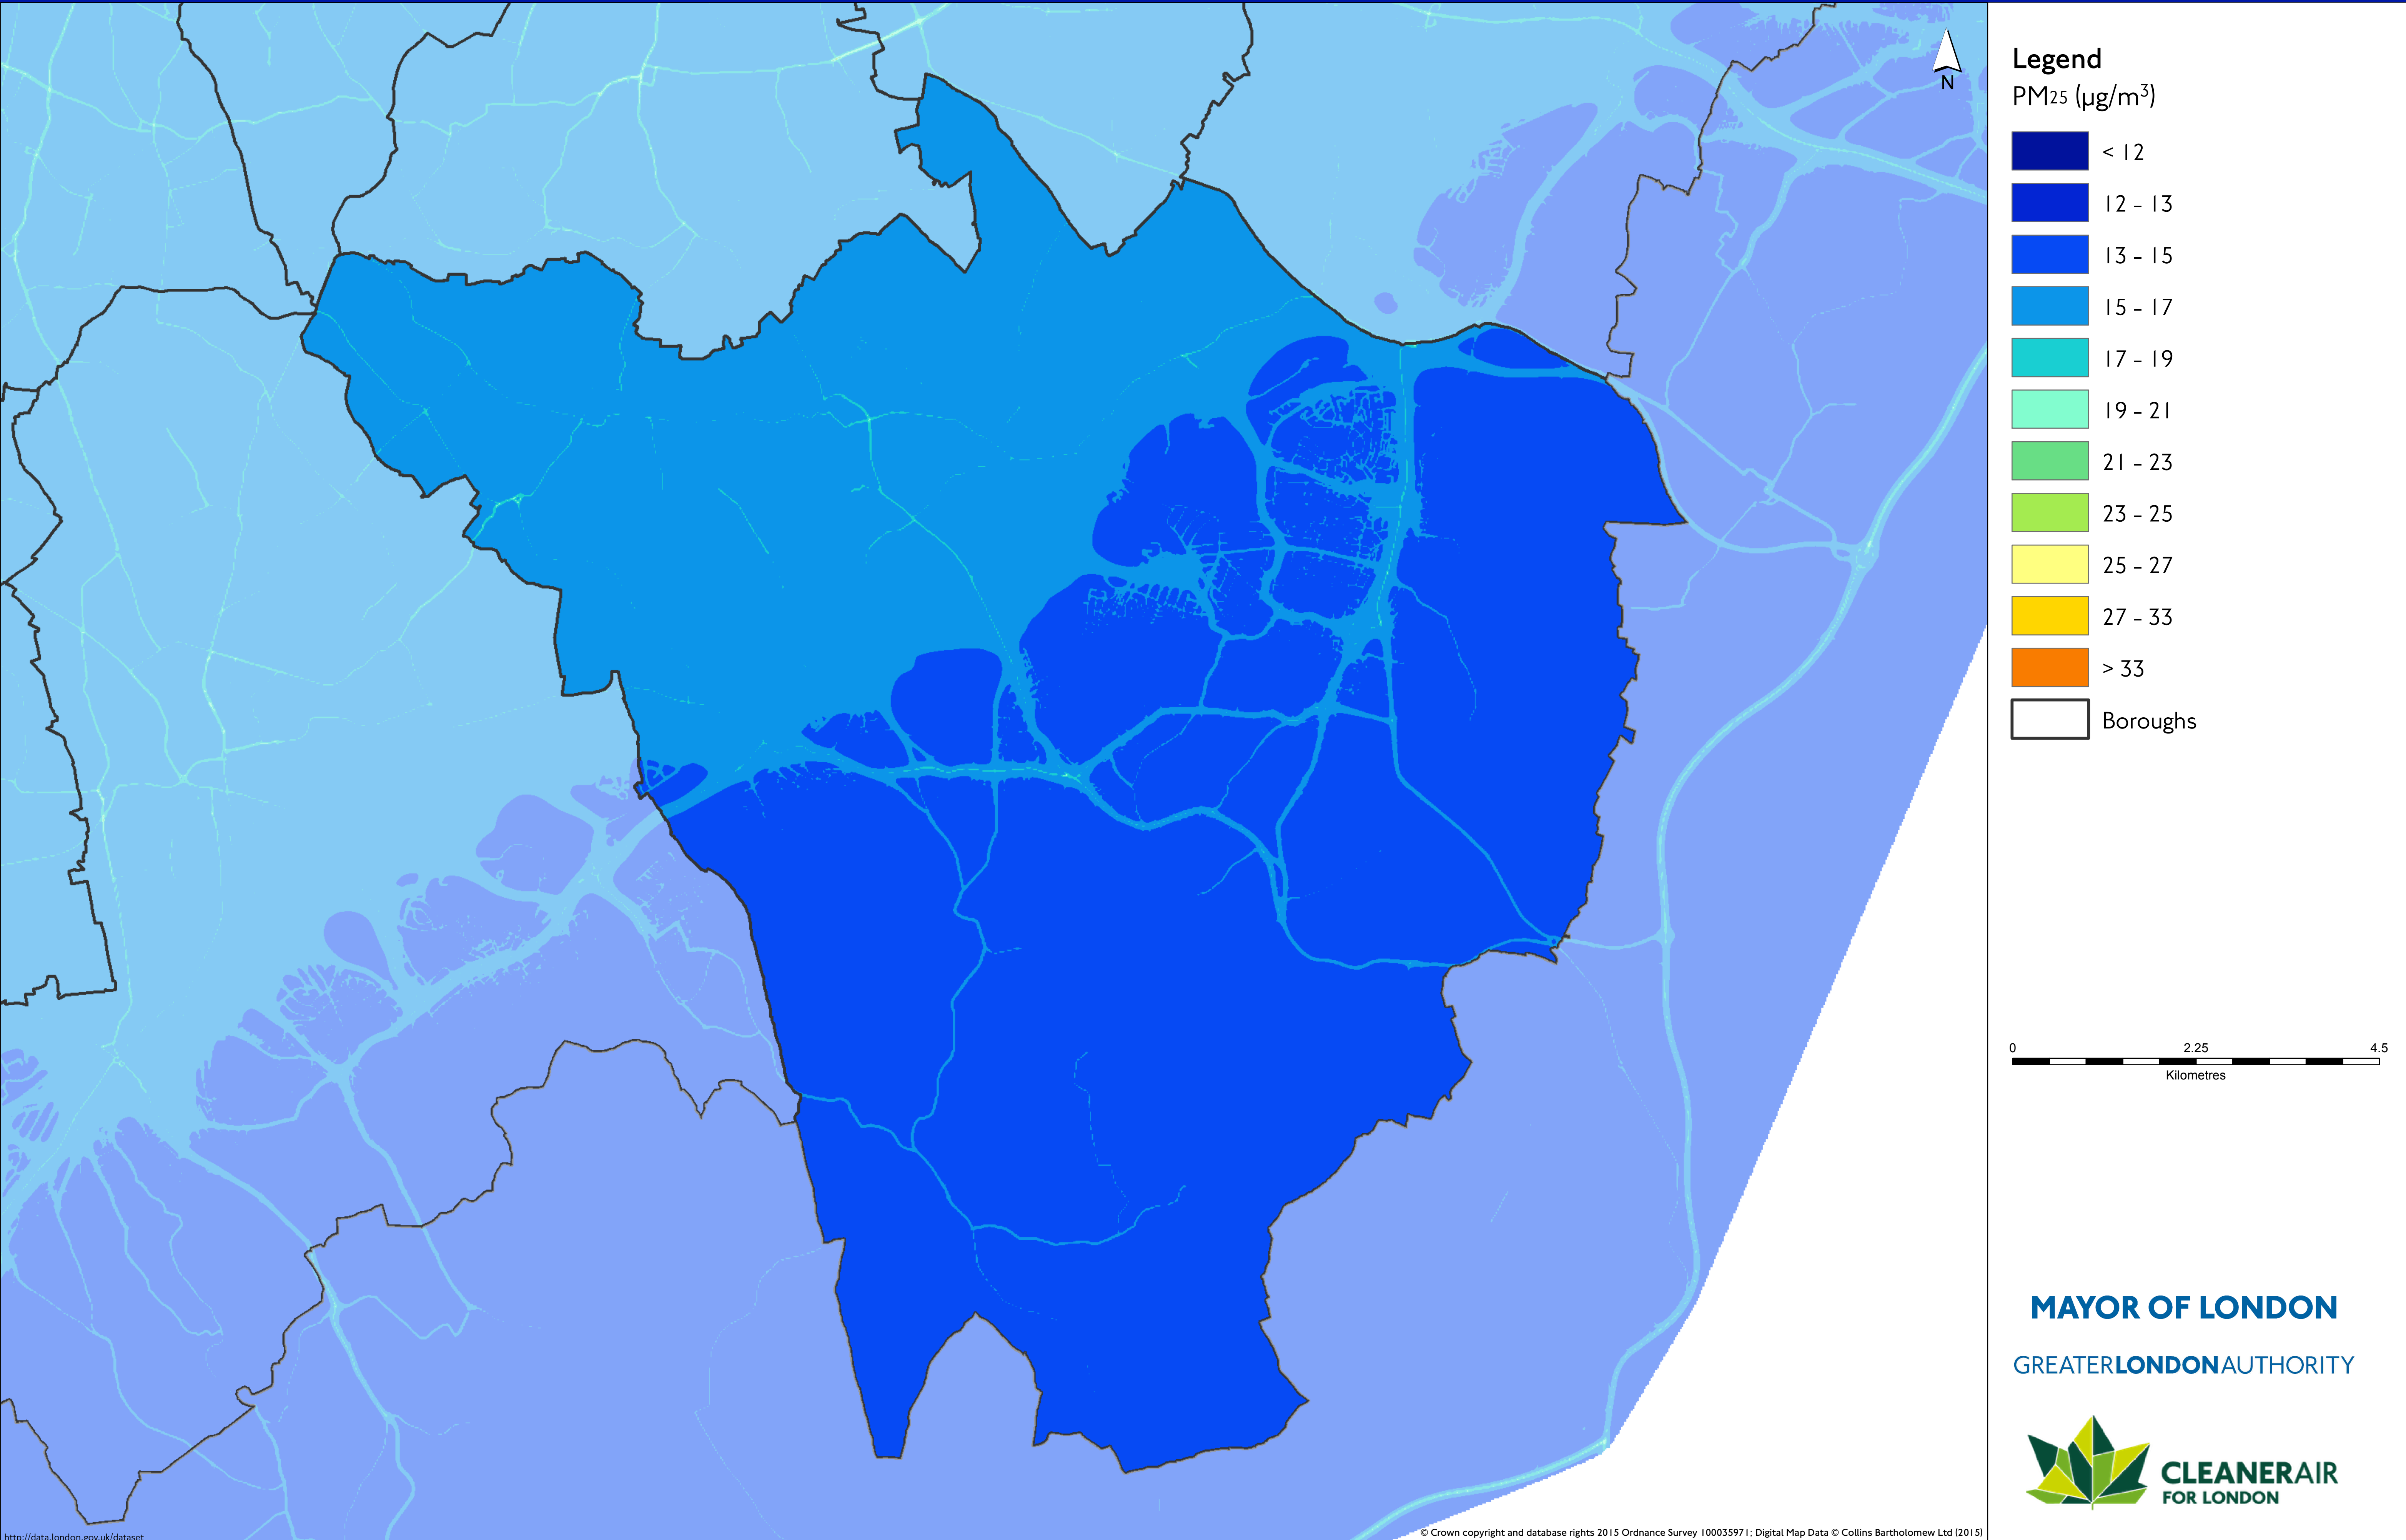 N
Legend
PM25 (µg/m3)
< 12
12 - 13
13 - 15
15 - 17
17 - 19
19 - 21
21 - 23
23 - 25
25 - 27
27 - 33
> 33
Boroughs
0 2.25 4.5
Kilometres
MAYOR OF LONDON
GREATERLONDONAUTHORITY
CLEANERAIR
FOR LONDON
http://data.london.gov.uk/dataset
© Crown copyright and database rights 2015 Ordnance Survey 100035971; Digital Map Data © Collins Bartholomew Ltd (2015)